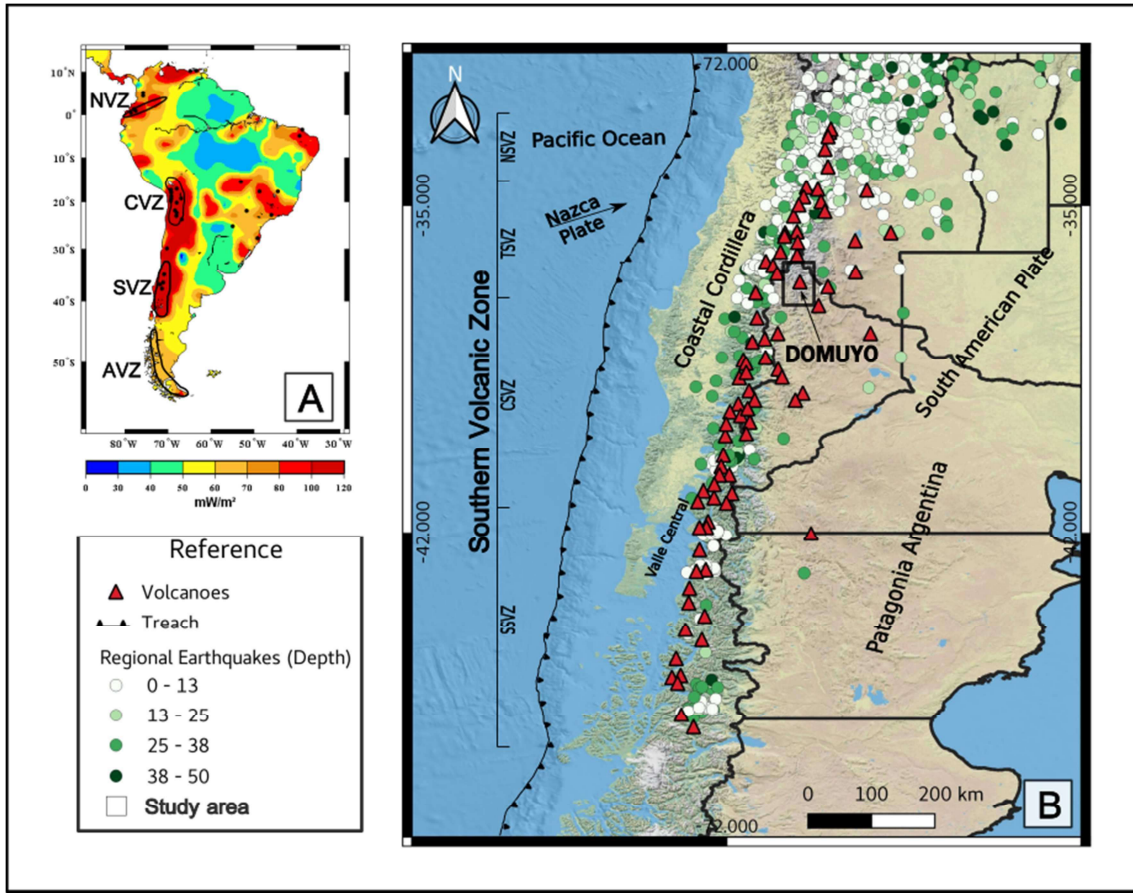 10°N
0°
10°S
20°S
30°S
40°S
50°S
NVZ
CVZ
SVZ
AVZ
A
80°W 70°W 60°W 50°W 40°W 30°W
0 30 40 50 60 70 80 100 120
mW/m²
Reference
Volcanoes
Treach
Regional Earthquakes (Depth)
0 - 13
13 - 25
25 - 38
38 - 50
Study area
N
-72.000
Pacific Ocean
Nazca
Plate
-35.000
-35.000
NSVZ
TSVZ
CSVZ
SSVZ
Southern Volcanic Zone
Coastal Cordillera
DOMUYO
South American Plate
Valle Central
Patagonia Argentina
-42.000
-42.000
0 100 200 km
-72.000
B